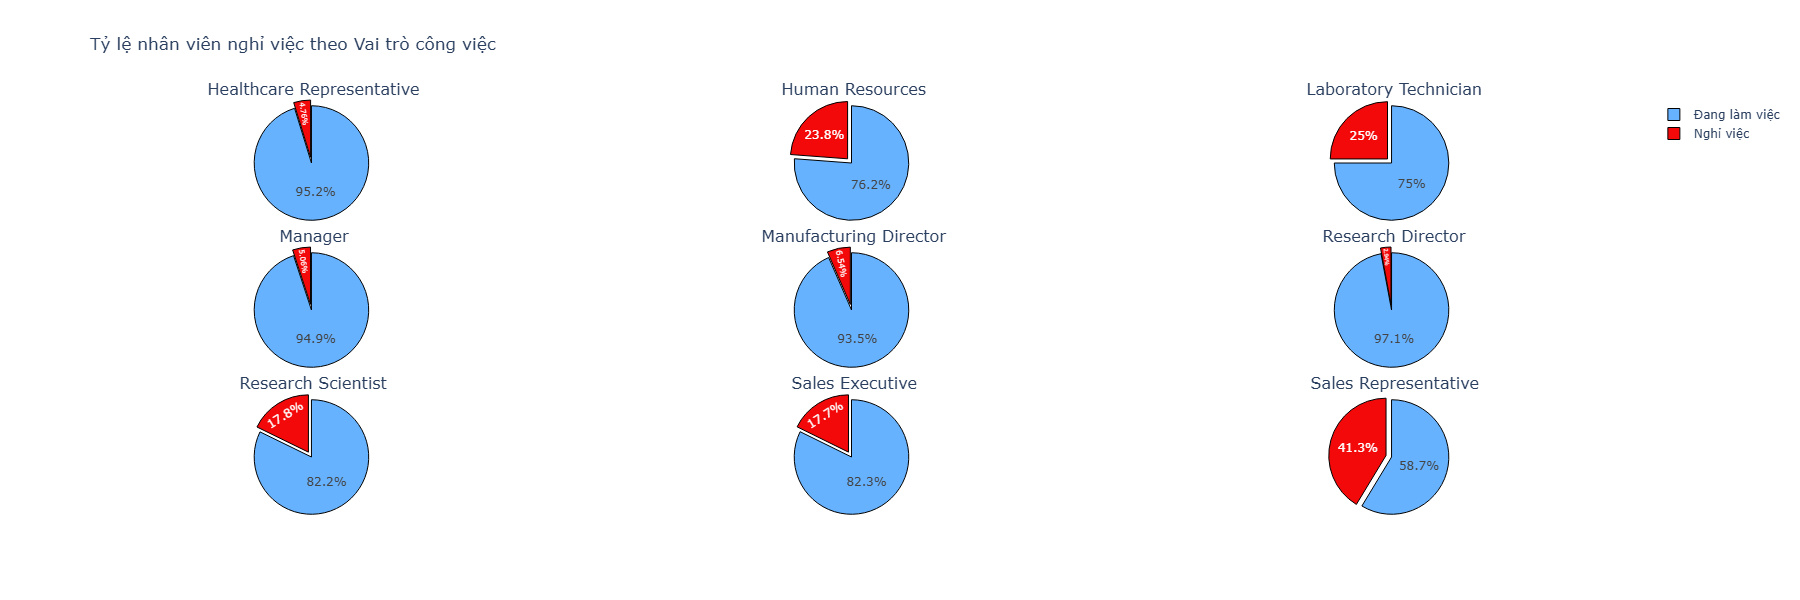 Tỷ lệ nhân viên nghỉ việc theo Vai trò công việc
Healthcare Representative
Human Resources
Laboratory Technician
4.76%
95.2%
23.8%
76.2%
25%
75%
Đang làm việc
Nghỉ việc
Manager
Manufacturing Director
Research Director
5.06%
94.9%
6.54%
93.5%
97.1%
Research Scientist
Sales Executive
Sales Representative
17.8%
82.2%
17.7%
82.3%
41.3%
58.7%